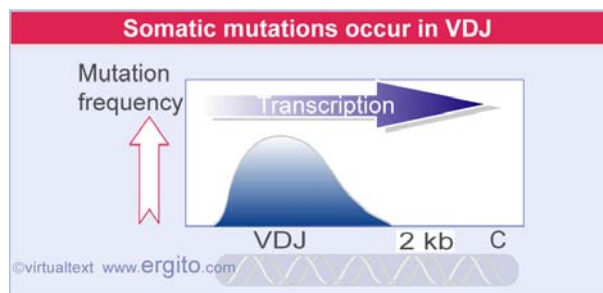 Somatic mutations occur in VDJ
Mutation
frequency
Transcription
VDJ 2 kb C
©virtualtext www.ergito.com